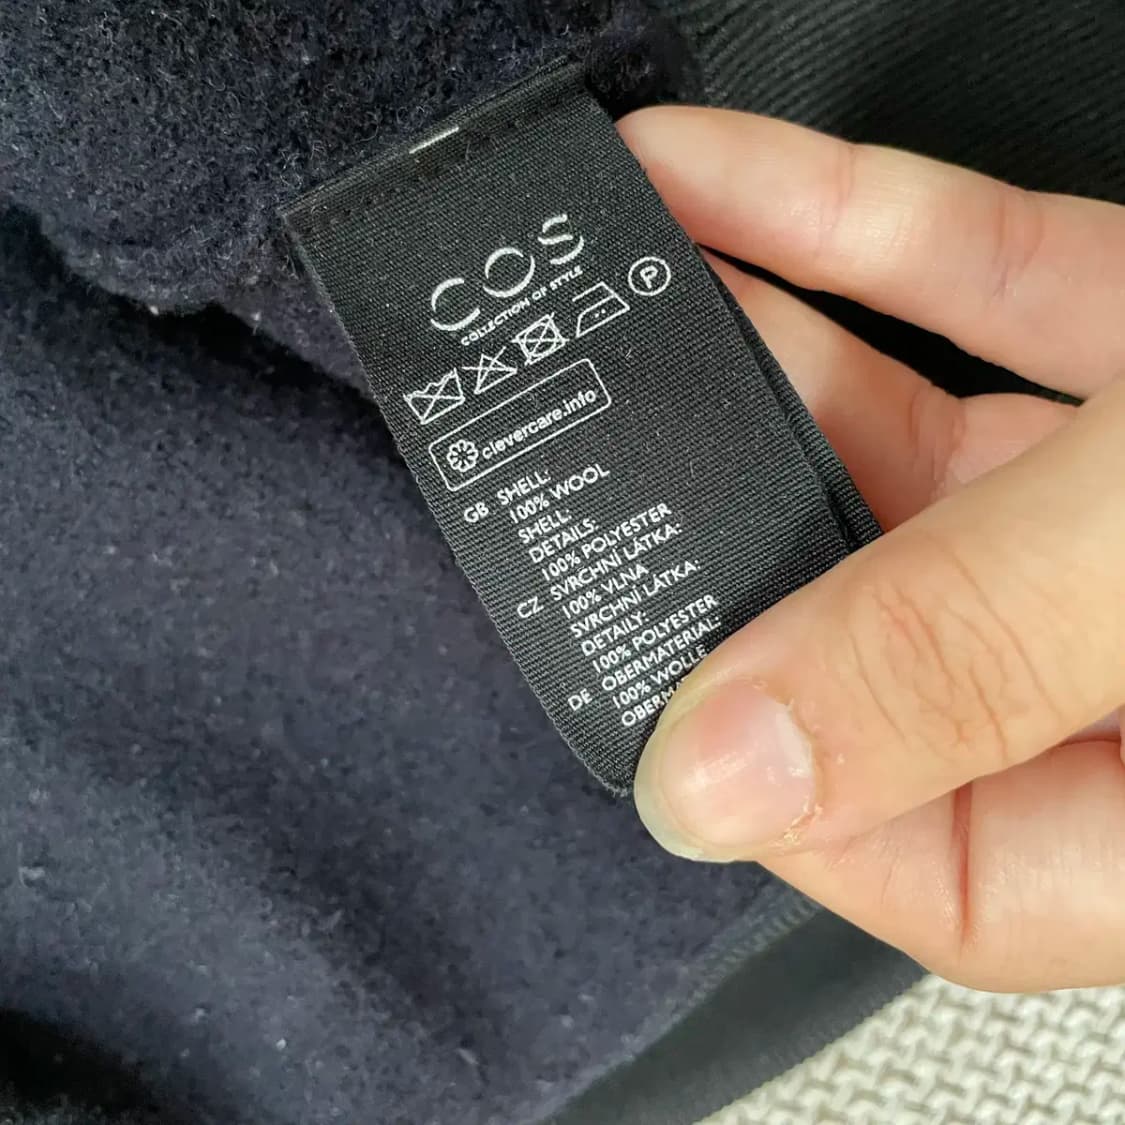 COS
COLLECTION OF STYLE
P
clevercare.info
GB SHELL:
100% WOOL
SHELL:
DETAILS:
100% POLYESTER
CZ SVRCHNÍ LÁTKA:
100% VLNA
SVRCHNÍ LÁTKA:
DETAILY:
100% POLYESTER
DE OBERMATERIAL:
100% WOLLE